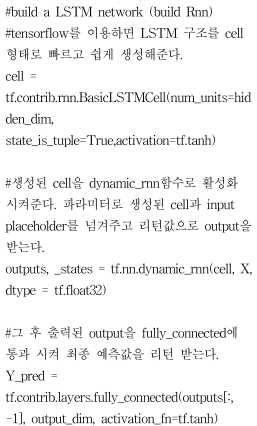 #build a LSTM network (build Rnn)
#tensorflow를 이용하면 LSTM 구조를 cell
형태로 빠르고 쉽게 생성해준다.
cell =
tf.contrib.rnn.BasicLSTMCell(num_units=hid
den_dim,
state_is_tuple=True,activation=tf.tanh)

#생성된 cell을 dynamic_rnn함수로 활성화
시켜준다. 파라미터로 생성된 cell과 input
placeholder를 넘겨주고 리턴값으로 output을
받는다.
outputs, _states = tf.nn.dynamic_rnn(cell, X,
dtype = tf.float32)

#그 후 출력된 output을 fully_connected에
통과 시켜 최종 예측값을 리턴 받는다.
Y_pred =
tf.contrib.layers.fully_connected(outputs[:,
-1], output_dim, activation_fn=tf.tanh)